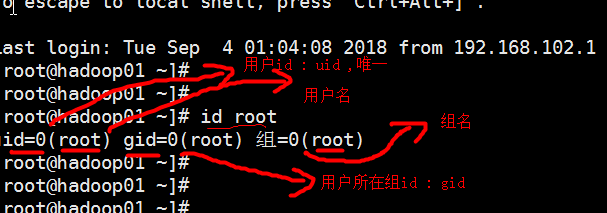 o escape to local shell, press 'Ctrl+Alt+]'.
ast login: Tue Sep  4 01:04:08 2018 from 192.168.102.1
root@hadoop01 ~]#
用户id : uid ,唯一
root@hadoop01 ~]#
用户名
root@hadoop01 ~]# id root
组名
uid=0(root) gid=0(root) 组=0(root)
root@hadoop01 ~]#
root@hadoop01 ~]#
用户所在组id : gid
root@hadoop01 ~]#